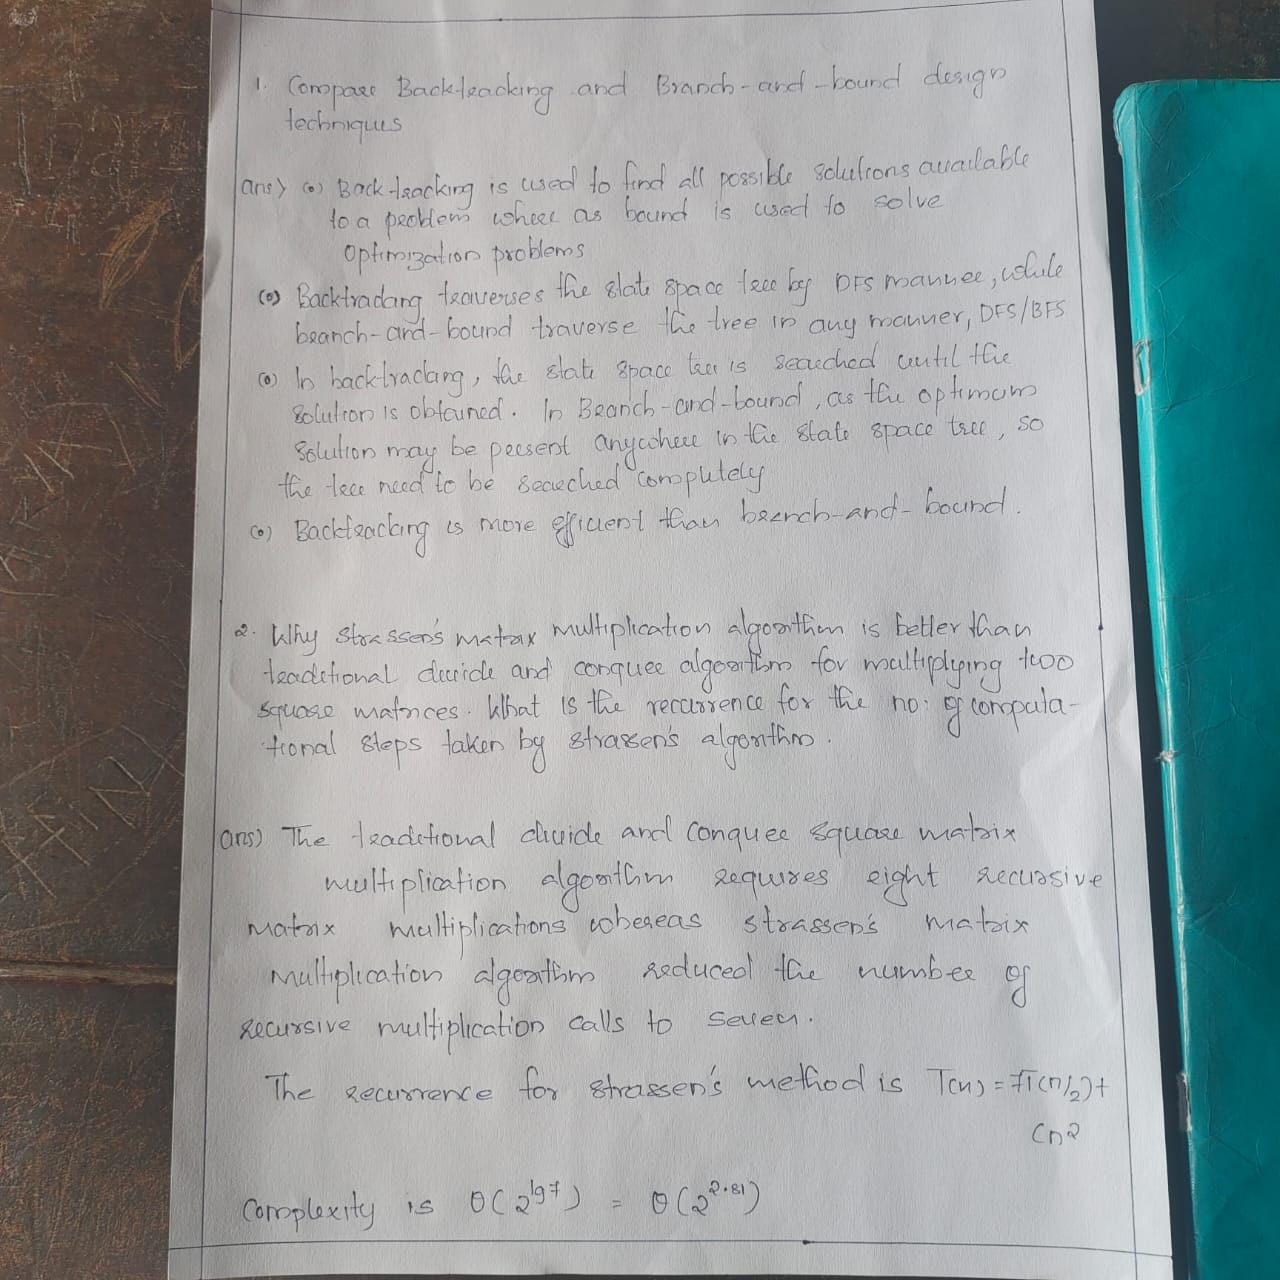 1. Compare Backtracking and Branch-and-bound design
techniques
ans) (o) Backtracking is used to find all possible solutions available
to a problem where as bound is used to solve
Optimization problems
(o) Backtracking traverses the state space tree by DFS manner, while
branch-and-bound traverse the tree in any manner, DFS/BFS
(o) In backtracking, the state space tree is searched until the
solution is obtained. In Branch-and-bound, as the optimum
solution may be present anywhere in the state space tree, so
the tree need to be searched completely
(o) Backtracking is more efficient than branch-and-bound.
2. Why strassen's matrix multiplication algorithm is better than
traditional divide and conquer algorithm for multiplying two
square matrices. What is the recurrence for the no: of computa-
tional steps taken by strassen's algorithm.
ans) The traditional divide and conquer square matrix
multiplication algorithm requires eight recursive
matrix multiplications whereas strassen's matrix
multiplication algorithm reduced the number of
recursive multiplication calls to seven.
The recurrence for strassen's method is T(n) = 7T(n/2)+
Cn²
Complexity is θ(2^lg7) = θ(2^2.81)